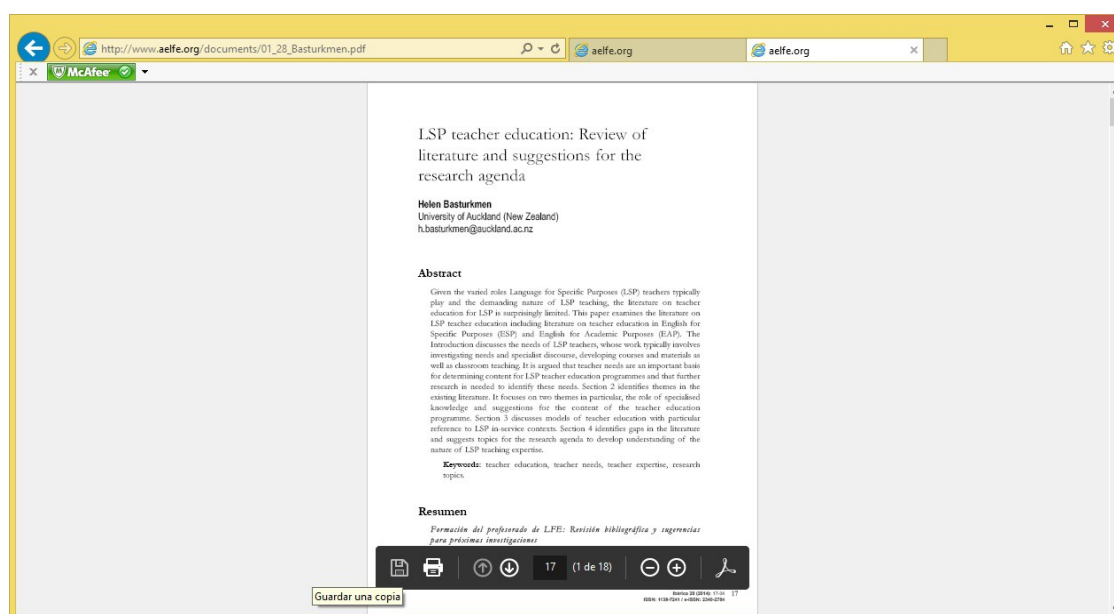 http://www.aelfe.org/documents/01_28_Basturkmen.pdf
aelfe.org
aelfe.org
McAfee
LSP teacher education: Review of
literature and suggestions for the
research agenda
Helen Basturkmen
University of Auckland (New Zealand)
h.basturkmen@auckland.ac.nz
Abstract
Given the varied roles Language for Specific Purposes (LSP) teachers typically
play and the demanding nature of LSP teaching, the literature on teacher
education for LSP is surprisingly limited. This paper examines the literature on
LSP teacher education including literature on teacher education in English for
Specific Purposes (ESP) and English for Academic Purposes (EAP). The
Introduction discusses the needs of LSP teachers, whose work typically involves
investigating needs and specialist discourse, developing courses and materials as
well as classroom teaching. It is argued that teacher needs are an important basis
for determining content for LSP teacher education programmes and that further
research is needed to identify these needs. Section 2 identifies themes in the
existing literature. It focuses on two themes in particular, the role of specialised
knowledge and suggestions for the content of the teacher education
programme. Section 3 discusses models of teacher education with particular
reference to LSP in-service contexts. Section 4 identifies gaps in the literature
and suggests topics for the research agenda to develop understanding of the
nature of LSP teaching expertise.
Keywords: teacher education, teacher needs, teacher expertise, research
topics.
Resumen
Formación del profesorado de LFE: Revisión bibliográfica y sugerencias
para próximas investigaciones
17 (1 de 18)
Guardar una copia
Ibérica 28 (2014): 17-34 17
ISSN: 1139-7241 / e-ISSN: 2340-2784